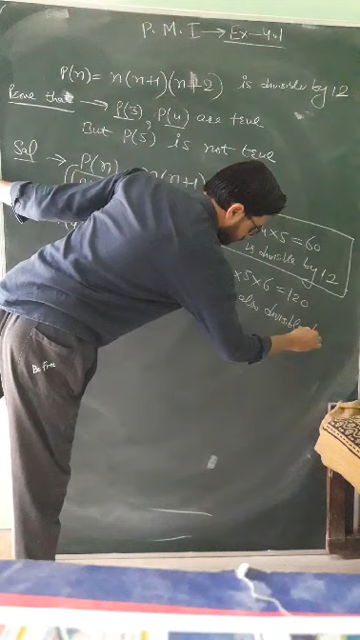 P.M.I → Ex-4.1
P(n) = n(n+1)(n+2) is divisible by 12
Prove that → P(3), P(4) are true
But P(5) is not true
Sol → P(n) n(n+1)
4×5=60
is divisible by 12
×5×6=120
also divisible
Be Free